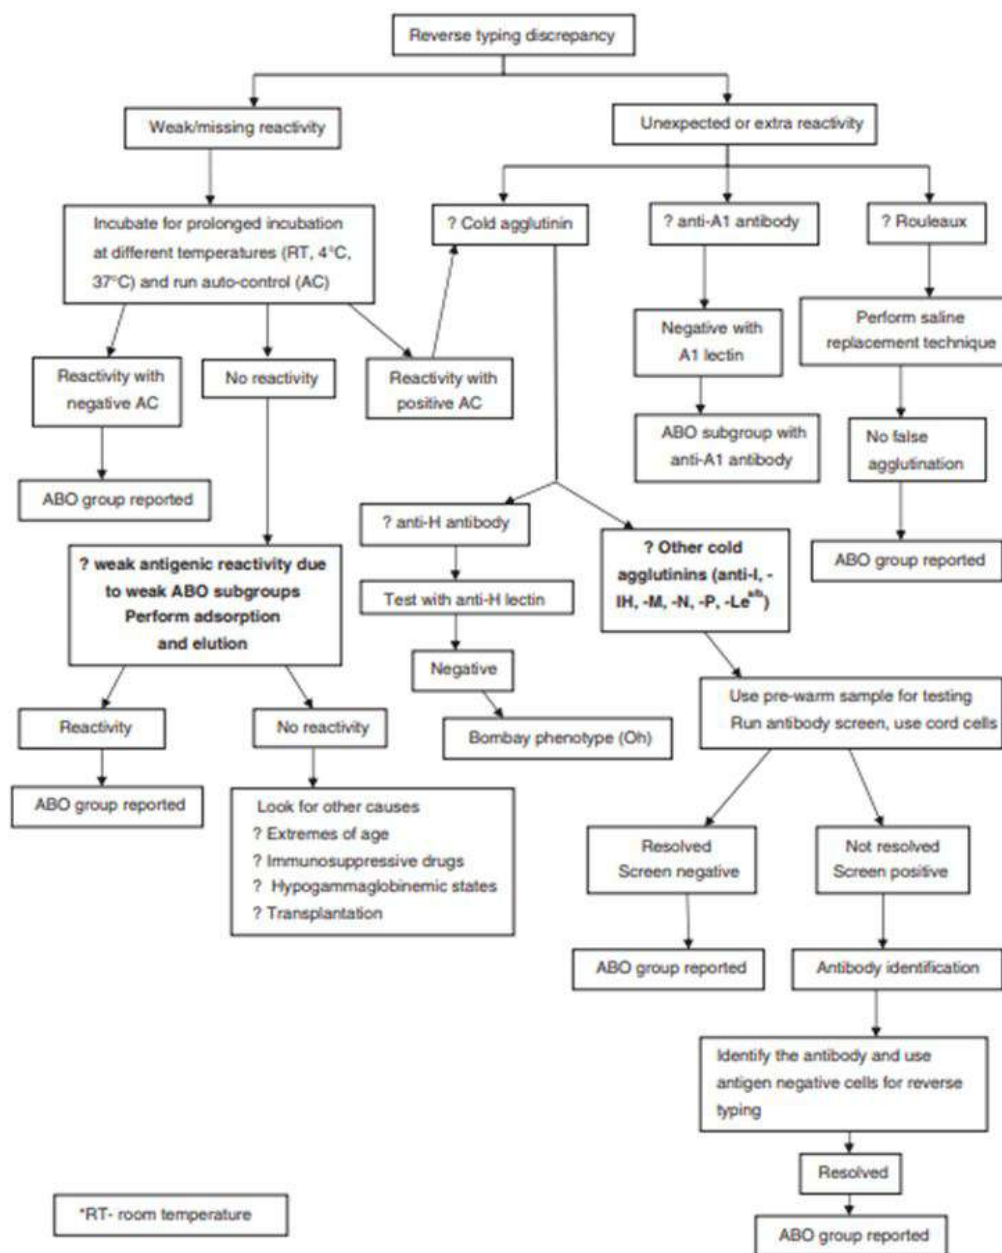 Reverse typing discrepancy
Weak/missing reactivity
Unexpected or extra reactivity
Incubate for prolonged incubation
at different temperatures (RT, 4°C,
37°C) and run auto-control (AC)
? Cold agglutinin
? anti-A1 antibody
? Rouleaux
Negative with
A1 lectin
Perform saline
replacement technique
Reactivity with
negative AC
No reactivity
Reactivity with
positive AC
ABO subgroup with
anti-A1 antibody
No false
agglutination
ABO group reported
? anti-H antibody
? Other cold
agglutinins (anti-I, -
IH, -M, -N, -P, -Le^a/b)
ABO group reported
? weak antigenic reactivity due
to weak ABO subgroups
Perform adsorption
and elution
Test with anti-H lectin
Negative
Use pre-warm sample for testing
Run antibody screen, use cord cells
Reactivity
No reactivity
Bombay phenotype (Oh)
ABO group reported
Look for other causes
? Extremes of age
? Immunosuppressive drugs
? Hypogammaglobinemic states
? Transplantation
Resolved
Screen negative
Not resolved
Screen positive
ABO group reported
Antibody identification
Identify the antibody and use
antigen negative cells for reverse
typing
Resolved
*RT- room temperature
ABO group reported